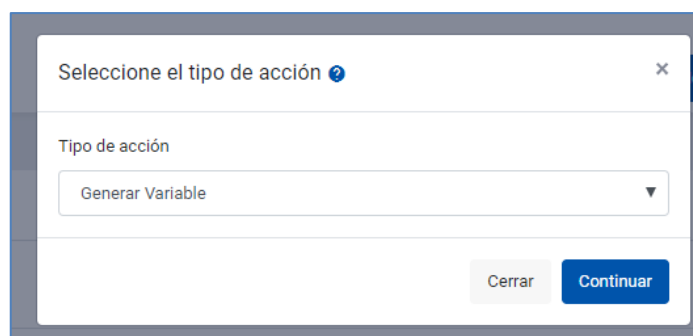 Seleccione el tipo de acción ?
×
Tipo de acción
Generar Variable
Cerrar
Continuar